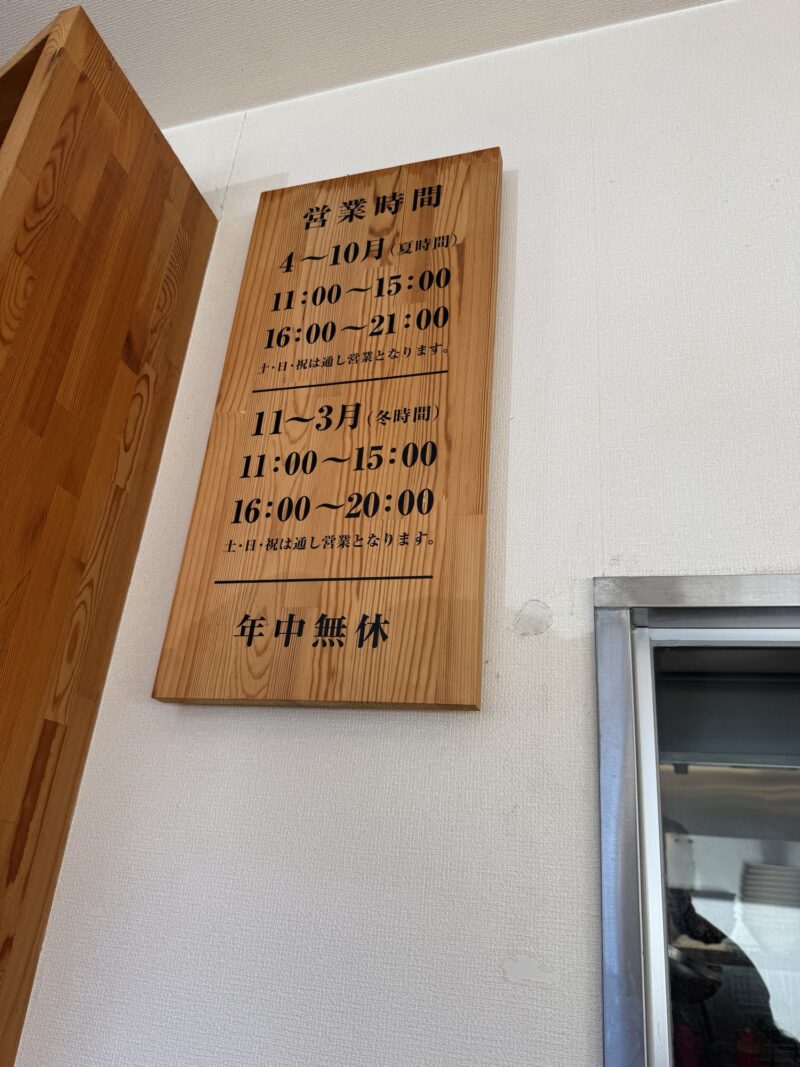 営業時間
4〜10月(夏時間)
11:00〜15:00
16:00〜21:00
土・日・祝は通し営業となります。
11〜3月(冬時間)
11:00〜15:00
16:00〜20:00
土・日・祝は通し営業となります。
年中無休